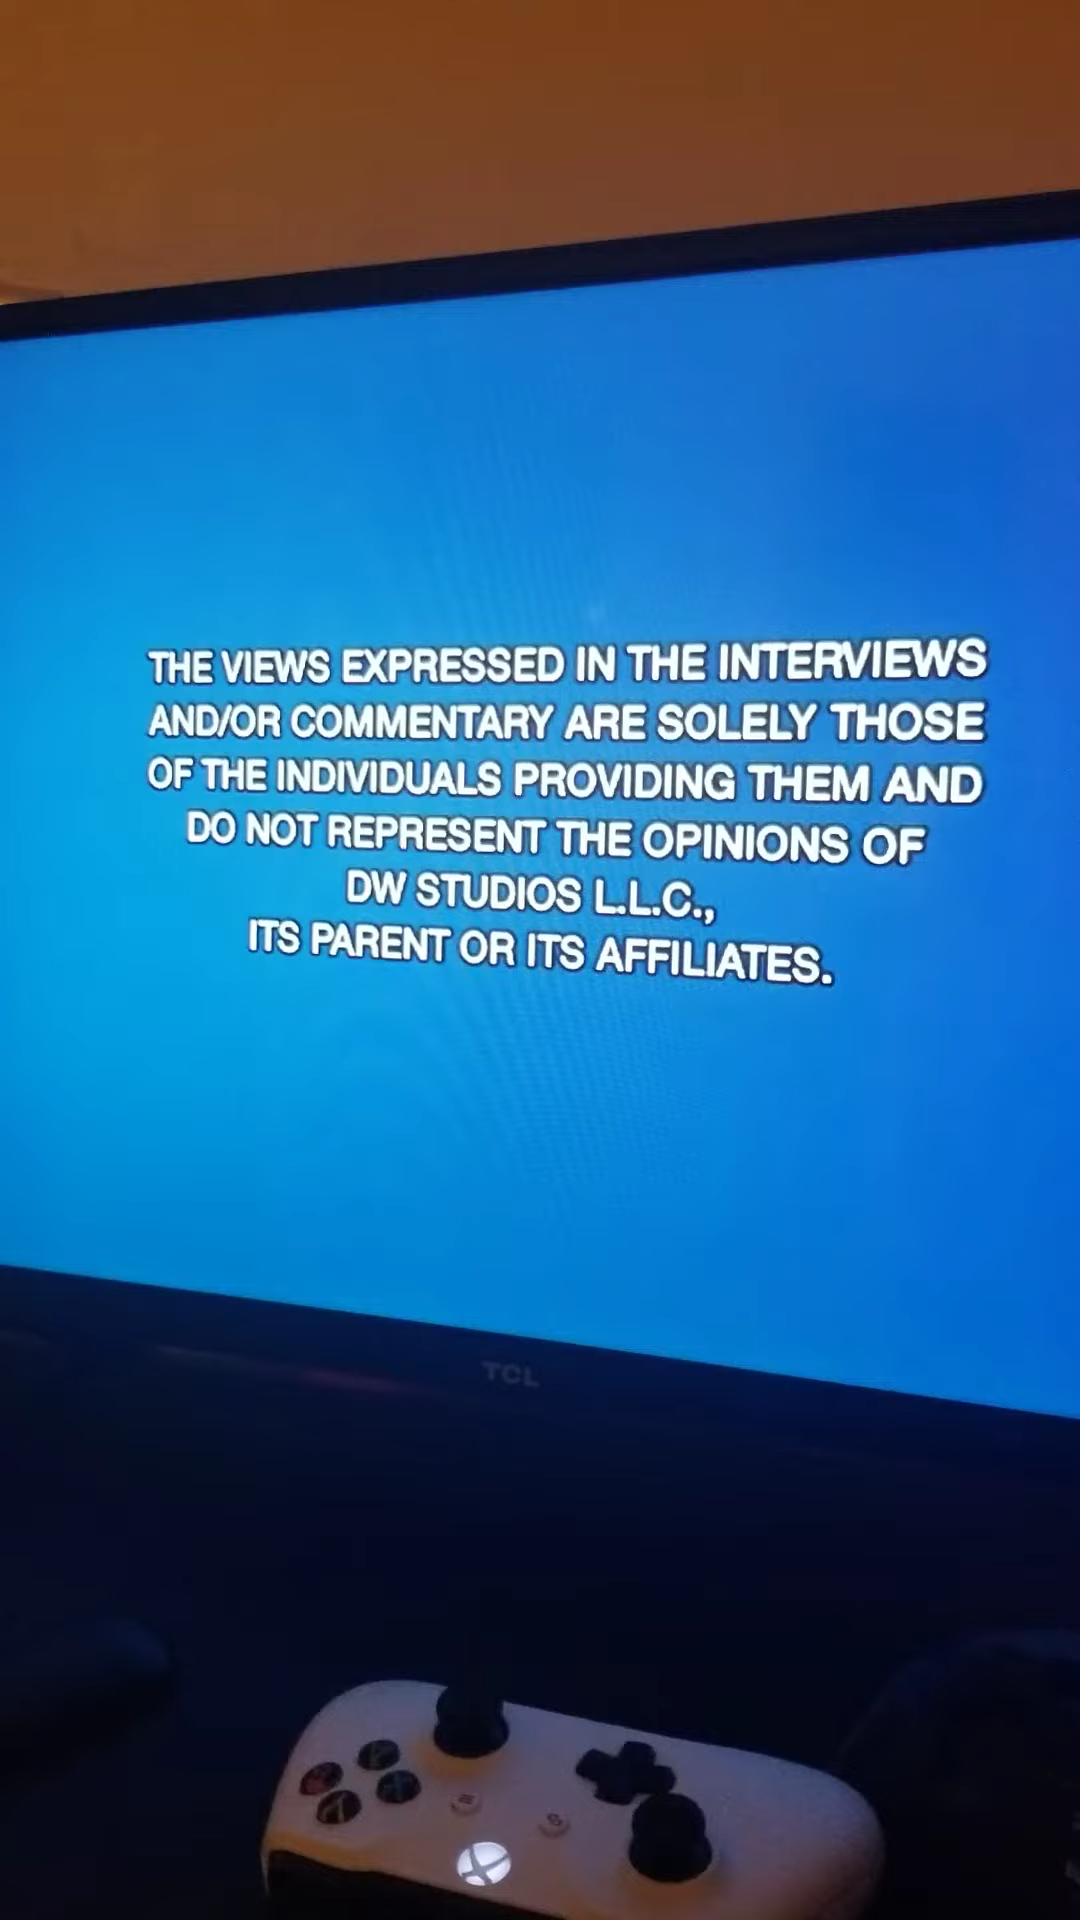 THE VIEWS EXPRESSED IN THE INTERVIEWS
AND/OR COMMENTARY ARE SOLELY THOSE
OF THE INDIVIDUALS PROVIDING THEM AND
DO NOT REPRESENT THE OPINIONS OF
DW STUDIOS L.L.C.,
ITS PARENT OR ITS AFFILIATES.
TCL